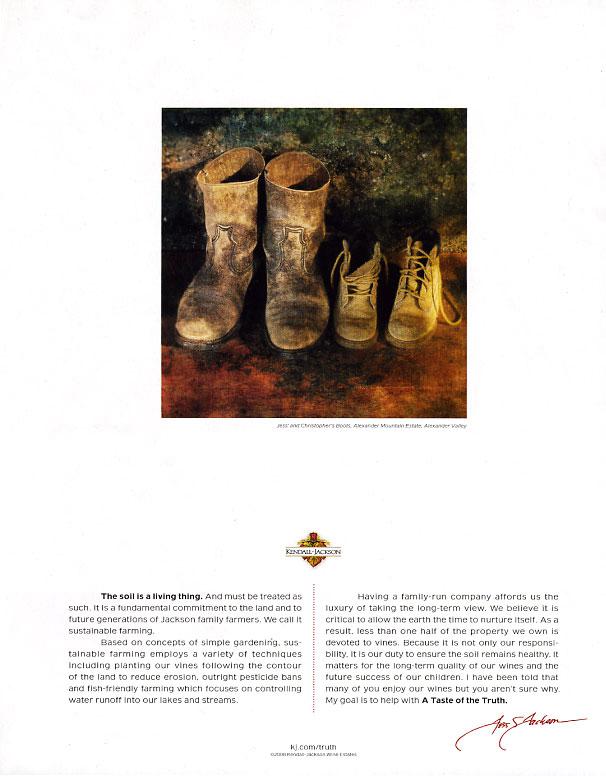 Jess' and Christopher's Boots, Alexander Mountain Estate, Alexander Valley
KENDALL-JACKSON
The soil is a living thing. And must be treated as
such. It is a fundamental commitment to the land and to
future generations of Jackson family farmers. We call it
sustainable farming.
Based on concepts of simple gardening, sus-
tainable farming employs a variety of techniques
including planting our vines following the contour
of the land to reduce erosion, outright pesticide bans
and fish-friendly farming which focuses on controlling
water runoff into our lakes and streams.
Having a family-run company affords us the
luxury of taking the long-term view. We believe it is
critical to allow the earth the time to nurture itself. As a
result, less than one half of the property we own is
devoted to vines. Because it is not only our responsi-
bility, it is our duty to ensure the soil remains healthy. It
matters for the long-term quality of our wines and the
future success of our children. I have been told that
many of you enjoy our wines but you aren't sure why.
My goal is to help with A Taste of the Truth.
Jess S Jackson
kj.com/truth
KENDALL-JACKSON WINE ESTATES